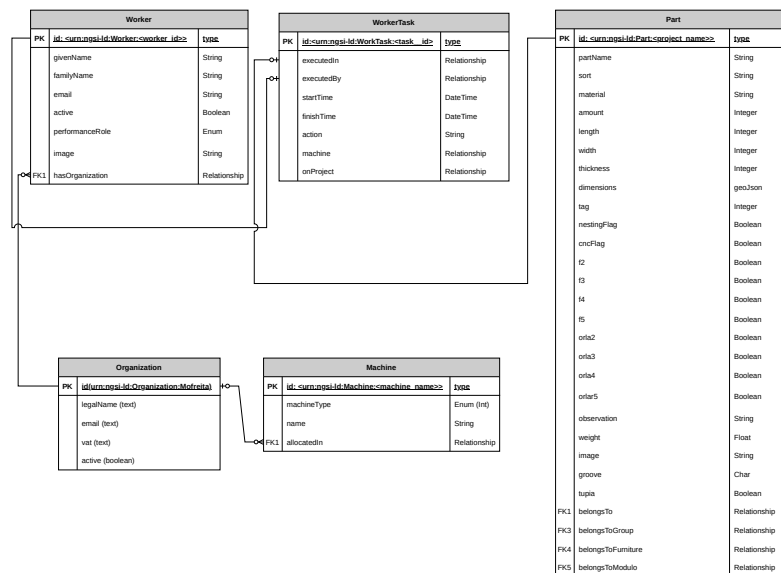 Worker
PK id: <urn:ngsi-ld:Worker:<worker_id>> type
givenName String
familyName String
email String
active Boolean
performanceRole Enum
image String
FK1 hasOrganization Relationship
WorkerTask
PK id:<urn:ngsi-ld:WorkTask:<task__id> type
executedIn Relationship
executedBy Relationship
startTime DateTime
finishTime DateTime
action String
machine Relationship
onProject Relationship
Part
PK id: <urn:ngsi-ld:Part:<project_name>> type
partName String
sort String
material String
amount Integer
length Integer
width Integer
thickness Integer
dimensions geoJson
tag Integer
nestingFlag Boolean
cncFlag Boolean
f2 Boolean
f3 Boolean
f4 Boolean
f5 Boolean
orla2 Boolean
orla3 Boolean
orla4 Boolean
orlar5 Boolean
observation String
weight Float
image String
groove Char
tupia Boolean
FK1 belongsTo Relationship
FK3 belongsToGroup Relationship
FK4 belongsToFurniture Relationship
FK5 belongsToModulo Relationship
Organization
PK id(urn:ngsi-ld:Organization:Mofreita)
legalName (text)
email (text)
vat (text)
active (boolean)
Machine
PK id: <urn:ngsi-ld:Machine:<machine_name>> type
machineType Enum (Int)
name String
FK1 allocatedIn Relationship